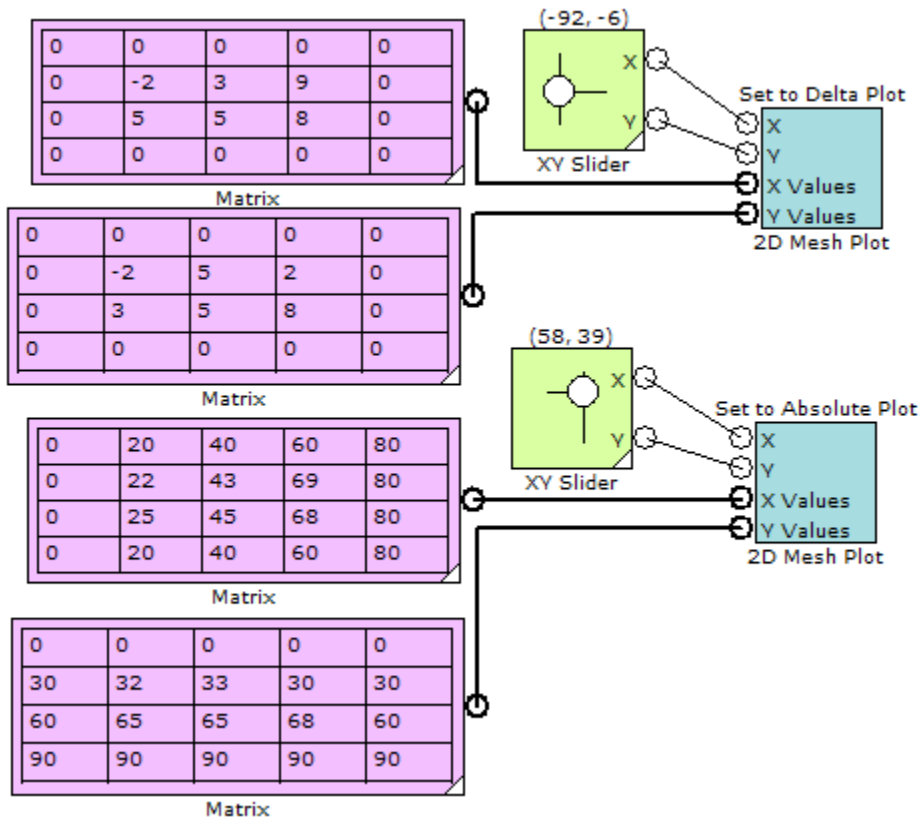 0 0 0 0 0
0 -2 3 9 0
0 5 5 8 0
0 0 0 0 0
Matrix
(-92, -6)
X
Y
XY Slider
Set to Delta Plot
X
Y
X Values
Y Values
2D Mesh Plot
0 0 0 0 0
0 -2 5 2 0
0 3 5 8 0
0 0 0 0 0
Matrix
(58, 39)
X
Y
XY Slider
Set to Absolute Plot
X
Y
X Values
Y Values
2D Mesh Plot
0 20 40 60 80
0 22 43 69 80
0 25 45 68 80
0 20 40 60 80
Matrix
0 0 0 0 0
30 32 33 30 30
60 65 65 68 60
90 90 90 90 90
Matrix